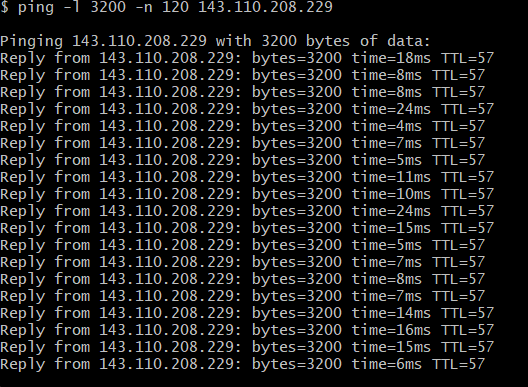 $ ping -l 3200 -n 120 143.110.208.229
Pinging 143.110.208.229 with 3200 bytes of data:
Reply from 143.110.208.229: bytes=3200 time=18ms TTL=57
Reply from 143.110.208.229: bytes=3200 time=8ms TTL=57
Reply from 143.110.208.229: bytes=3200 time=8ms TTL=57
Reply from 143.110.208.229: bytes=3200 time=24ms TTL=57
Reply from 143.110.208.229: bytes=3200 time=4ms TTL=57
Reply from 143.110.208.229: bytes=3200 time=7ms TTL=57
Reply from 143.110.208.229: bytes=3200 time=5ms TTL=57
Reply from 143.110.208.229: bytes=3200 time=11ms TTL=57
Reply from 143.110.208.229: bytes=3200 time=10ms TTL=57
Reply from 143.110.208.229: bytes=3200 time=24ms TTL=57
Reply from 143.110.208.229: bytes=3200 time=15ms TTL=57
Reply from 143.110.208.229: bytes=3200 time=5ms TTL=57
Reply from 143.110.208.229: bytes=3200 time=7ms TTL=57
Reply from 143.110.208.229: bytes=3200 time=8ms TTL=57
Reply from 143.110.208.229: bytes=3200 time=7ms TTL=57
Reply from 143.110.208.229: bytes=3200 time=14ms TTL=57
Reply from 143.110.208.229: bytes=3200 time=16ms TTL=57
Reply from 143.110.208.229: bytes=3200 time=15ms TTL=57
Reply from 143.110.208.229: bytes=3200 time=6ms TTL=57